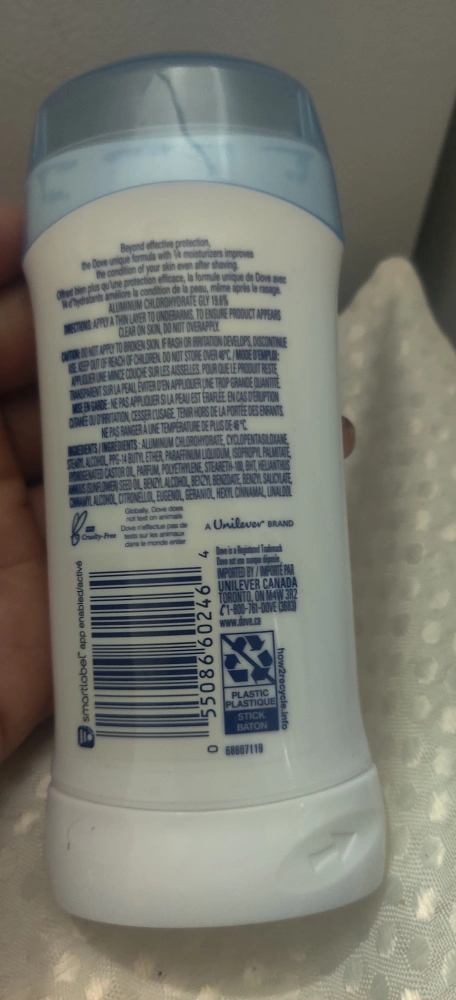 Beyond effective protection,
the Dove unique formula with ¼ moisturizers improves
the condition of your skin even after shaving.
Offrant bien plus qu'une protection efficace, la formule unique de Dove avec
¼ d'hydratants améliore la condition de la peau, même après le rasage.
ALUMINUM CHLOROHYDRATE GLY 19.6%
DIRECTIONS: APPLY A THIN LAYER TO UNDERARMS. TO ENSURE PRODUCT APPEARS
CLEAR ON SKIN, DO NOT OVERAPPLY.
CAUTION: DO NOT APPLY TO BROKEN SKIN. IF RASH OR IRRITATION DEVELOPS, DISCONTINUE
USE. KEEP OUT OF REACH OF CHILDREN. DO NOT STORE OVER 48°C. / MODE D'EMPLOI:
APPLIQUER UNE MINCE COUCHE SUR LES AISSELLES. POUR QUE LE PRODUIT RESTE
TRANSPARENT SUR LA PEAU, ÉVITER D'EN APPLIQUER UNE TROP GRANDE QUANTITÉ.
MISE EN GARDE: NE PAS APPLIQUER SI LA PEAU EST ÉRAFLÉE. EN CAS D'ÉRUPTION
CUTANÉE OU D'IRRITATION, CESSER L'USAGE. TENIR HORS DE LA PORTÉE DES ENFANTS.
NE PAS RANGER À UNE TEMPÉRATURE DE PLUS DE 48 °C.
INGREDIENTS / INGRÉDIENTS: ALUMINUM CHLOROHYDRATE, CYCLOPENTASILOXANE,
STEARYL ALCOHOL, PPG-14 BUTYL ETHER, PARAFFINUM LIQUIDUM, ISOPROPYL PALMITATE,
HYDROGENATED CASTOR OIL, PARFUM, POLYETHYLENE, STEARETH-100, BHT, HELIANTHUS
ANNUUS SEED OIL, BENZYL ALCOHOL, BENZYL BENZOATE, BENZYL SALICYLATE,
CINNAMYL ALCOHOL, CITRONELLOL, EUGENOL, GERANIOL, HEXYL CINNAMAL, LINALOOL
Cruelty-Free
Globally, Dove does
not test on animals
Dove n'effectue pas de
tests sur les animaux
dans le monde entier
A Unilever BRAND
Dove is a Registered Trademark
Dove est une marque déposée
IMPORTED BY / IMPORTÉ PAR
UNILEVER CANADA
TORONTO, ON M4W 3R2
1-800-761-DOVE (3683)
www.dove.ca
smartlabel™ app enabled/activé
0 55086 60246 4
PLASTIC
PLASTIQUE
STICK
BATON
how2recycle.info
68607119